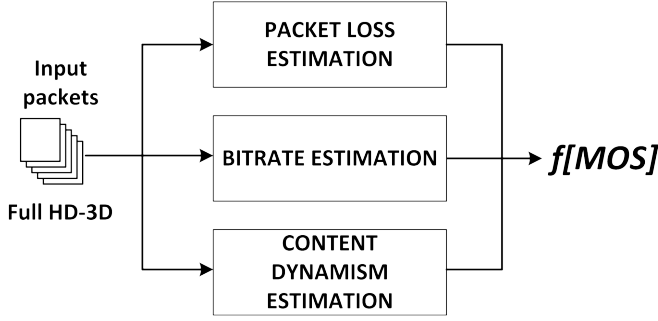 Input
packets
Full HD-3D
PACKET LOSS
ESTIMATION
BITRATE ESTIMATION
CONTENT
DYNAMISM
ESTIMATION
f[MOS]